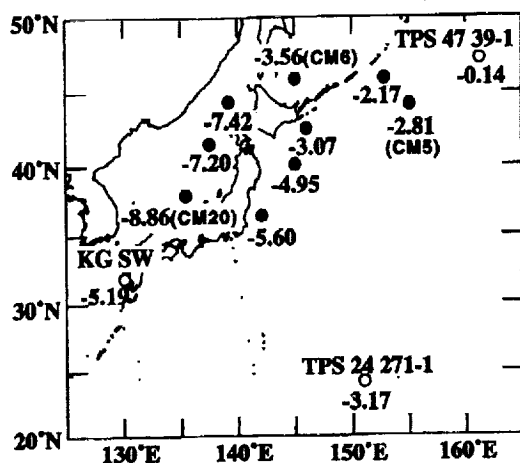 50°N
TPS 47 39-1
-3.56(CM6)
-0.14
-2.17
-7.42
-3.07
-2.81
(CM5)
-7.20
40°N
-4.95
-8.86(CM20)
-5.60
KG SW
-5.19
30°N
TPS 24 271-1
-3.17
20°N
130°E
140°E
150°E
160°E